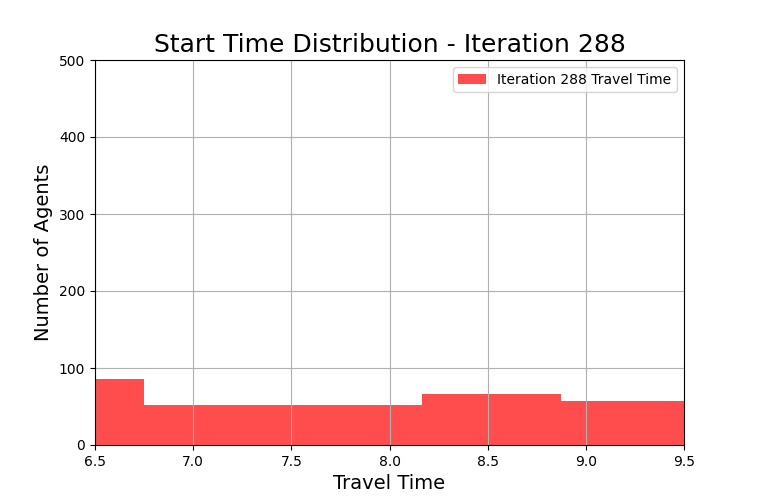 Start Time Distribution - Iteration 288
Iteration 288 Travel Time
Number of Agents
500
400
300
200
100
0
6.5 7.0 7.5 8.0 8.5 9.0 9.5
Travel Time